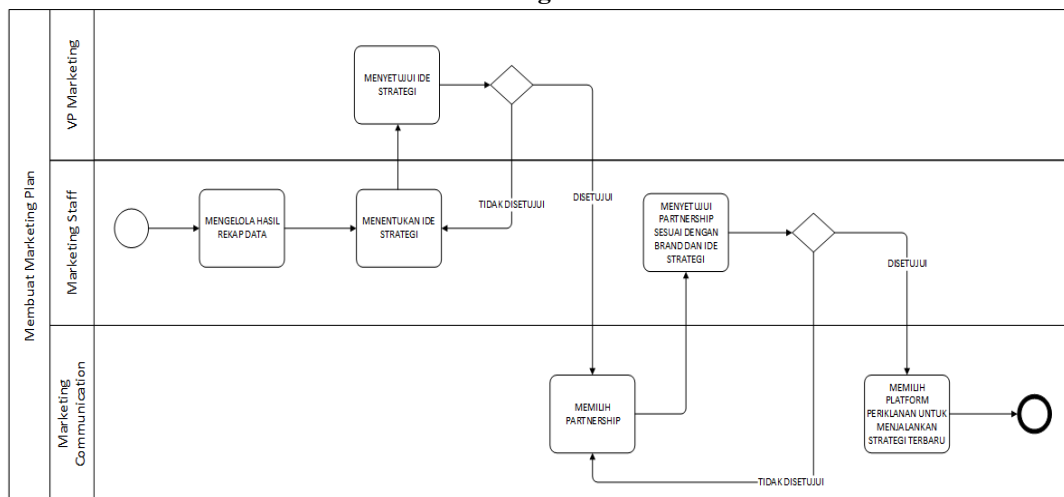 Membuat Marketing Plan
VP Marketing
MENYETUJUI IDE
STRATEGI
Marketing Staff
MENGELOLA HASIL
REKAP DATA
MENENTUKAN IDE
STRATEGI
TIDAK DISETUJUI
DISETUJUI
MENYETUJUI
PARTNERSHIP
SESUAI DENGAN
BRAND DAN IDE
STRATEGI
DISETUJUI
Marketing
Communication
MEMILIH
PARTNERSHIP
TIDAK DISETUJUI
MEMILIH
PLATFORM
PERIKLANAN UNTUK
MENJALANKAN
STRATEGI TERBARU